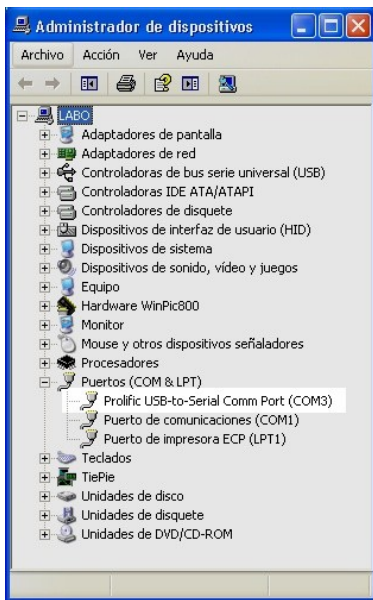 Administrador de dispositivos
Archivo Acción Ver Ayuda
LABO
Adaptadores de pantalla
Adaptadores de red
Controladoras de bus serie universal (USB)
Controladoras IDE ATA/ATAPI
Controladores de disquete
Dispositivos de interfaz de usuario (HID)
Dispositivos de sistema
Dispositivos de sonido, vídeo y juegos
Equipo
Hardware WinPic800
Monitor
Mouse y otros dispositivos señaladores
Procesadores
Puertos (COM & LPT)
Prolific USB-to-Serial Comm Port (COM3)
Puerto de comunicaciones (COM1)
Puerto de impresora ECP (LPT1)
Teclados
TiePie
Unidades de disco
Unidades de disquete
Unidades de DVD/CD-ROM